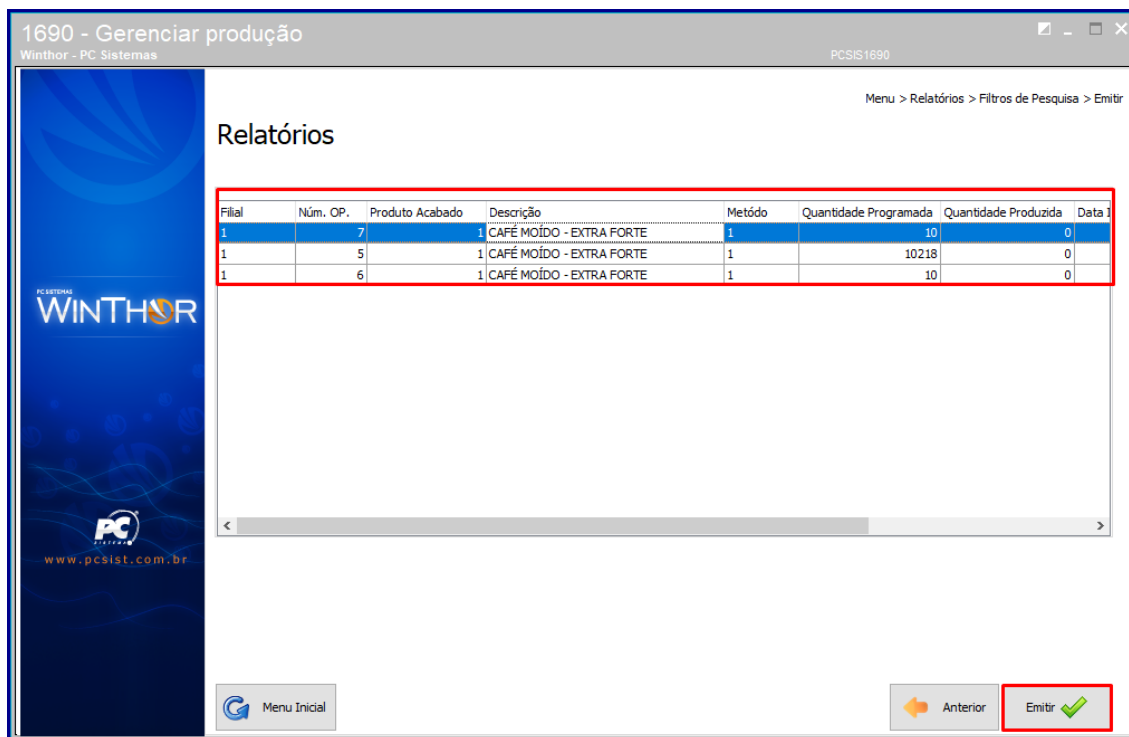 1690 - Gerenciar produção
Winthor - PC Sistemas
PCSIS1690
Menu > Relatórios > Filtros de Pesquisa > Emitir
Relatórios
Filial Núm. OP. Produto Acabado Descrição Metódo Quantidade Programada Quantidade Produzida Data I
1 7 1 CAFÉ MOÍDO - EXTRA FORTE 1 10 0
1 5 1 CAFÉ MOÍDO - EXTRA FORTE 1 10218 0
1 6 1 CAFÉ MOÍDO - EXTRA FORTE 1 10 0
PC SISTEMAS
WINTHOR
PC
SISTEMAS
www.pcsist.com.br
Menu Inicial
Anterior
Emitir